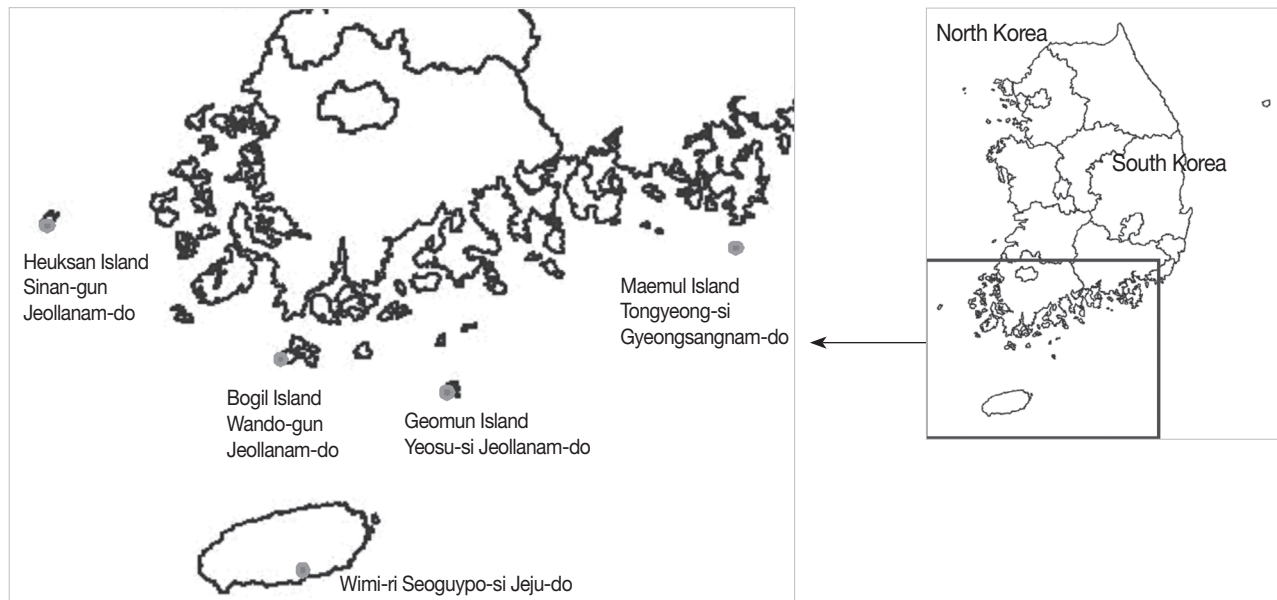 Heuksan Island
Sinan-gun
Jeollanam-do
Bogil Island
Wando-gun
Jeollanam-do
Geomun Island
Yeosu-si Jeollanam-do
Maemul Island
Tongyeong-si
Gyeongsangnam-do
Wimi-ri Seoguypo-si Jeju-do
North Korea
South Korea